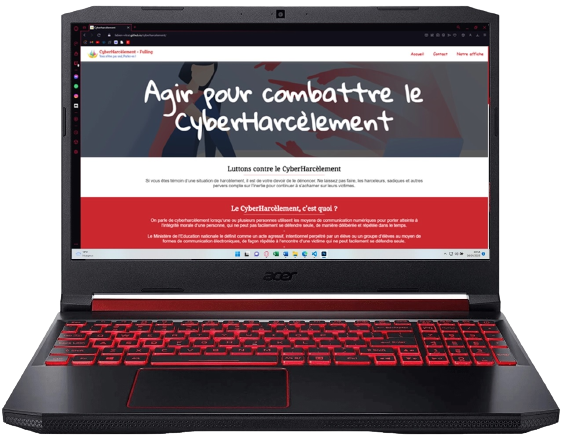 CyberHarcèlement - Folling
Accueil Contact Notre affiche
Agir pour combattre le
CyberHarcèlement
Luttons contre le CyberHarcèlement
Si vous êtes témoin d'une situation de harcèlement, il est de votre devoir de le dénoncer. Ne laissez pas faire, les harceleurs, sadiques et autres
pervers compte sur l'inertie pour continuer à s'acharner sur leurs victimes.
Le CyberHarcèlement, c'est quoi ?
On parle de cyberharcèlement lorsqu'une ou plusieurs personnes utilisent les moyens de communication numériques pour porter atteinte à
l'intégrité morale d'une personne, qui ne peut pas facilement se défendre seule, de manière délibérée et répétée dans le temps.
Le Ministère de l'Éducation nationale le définit comme un acte agressif, intentionnel perpétré par un élève ou un groupe d'élèves au moyen de
formes de communication électroniques, de façon répétée à l'encontre d'une victime qui ne peut facilement se défendre seule.
acer